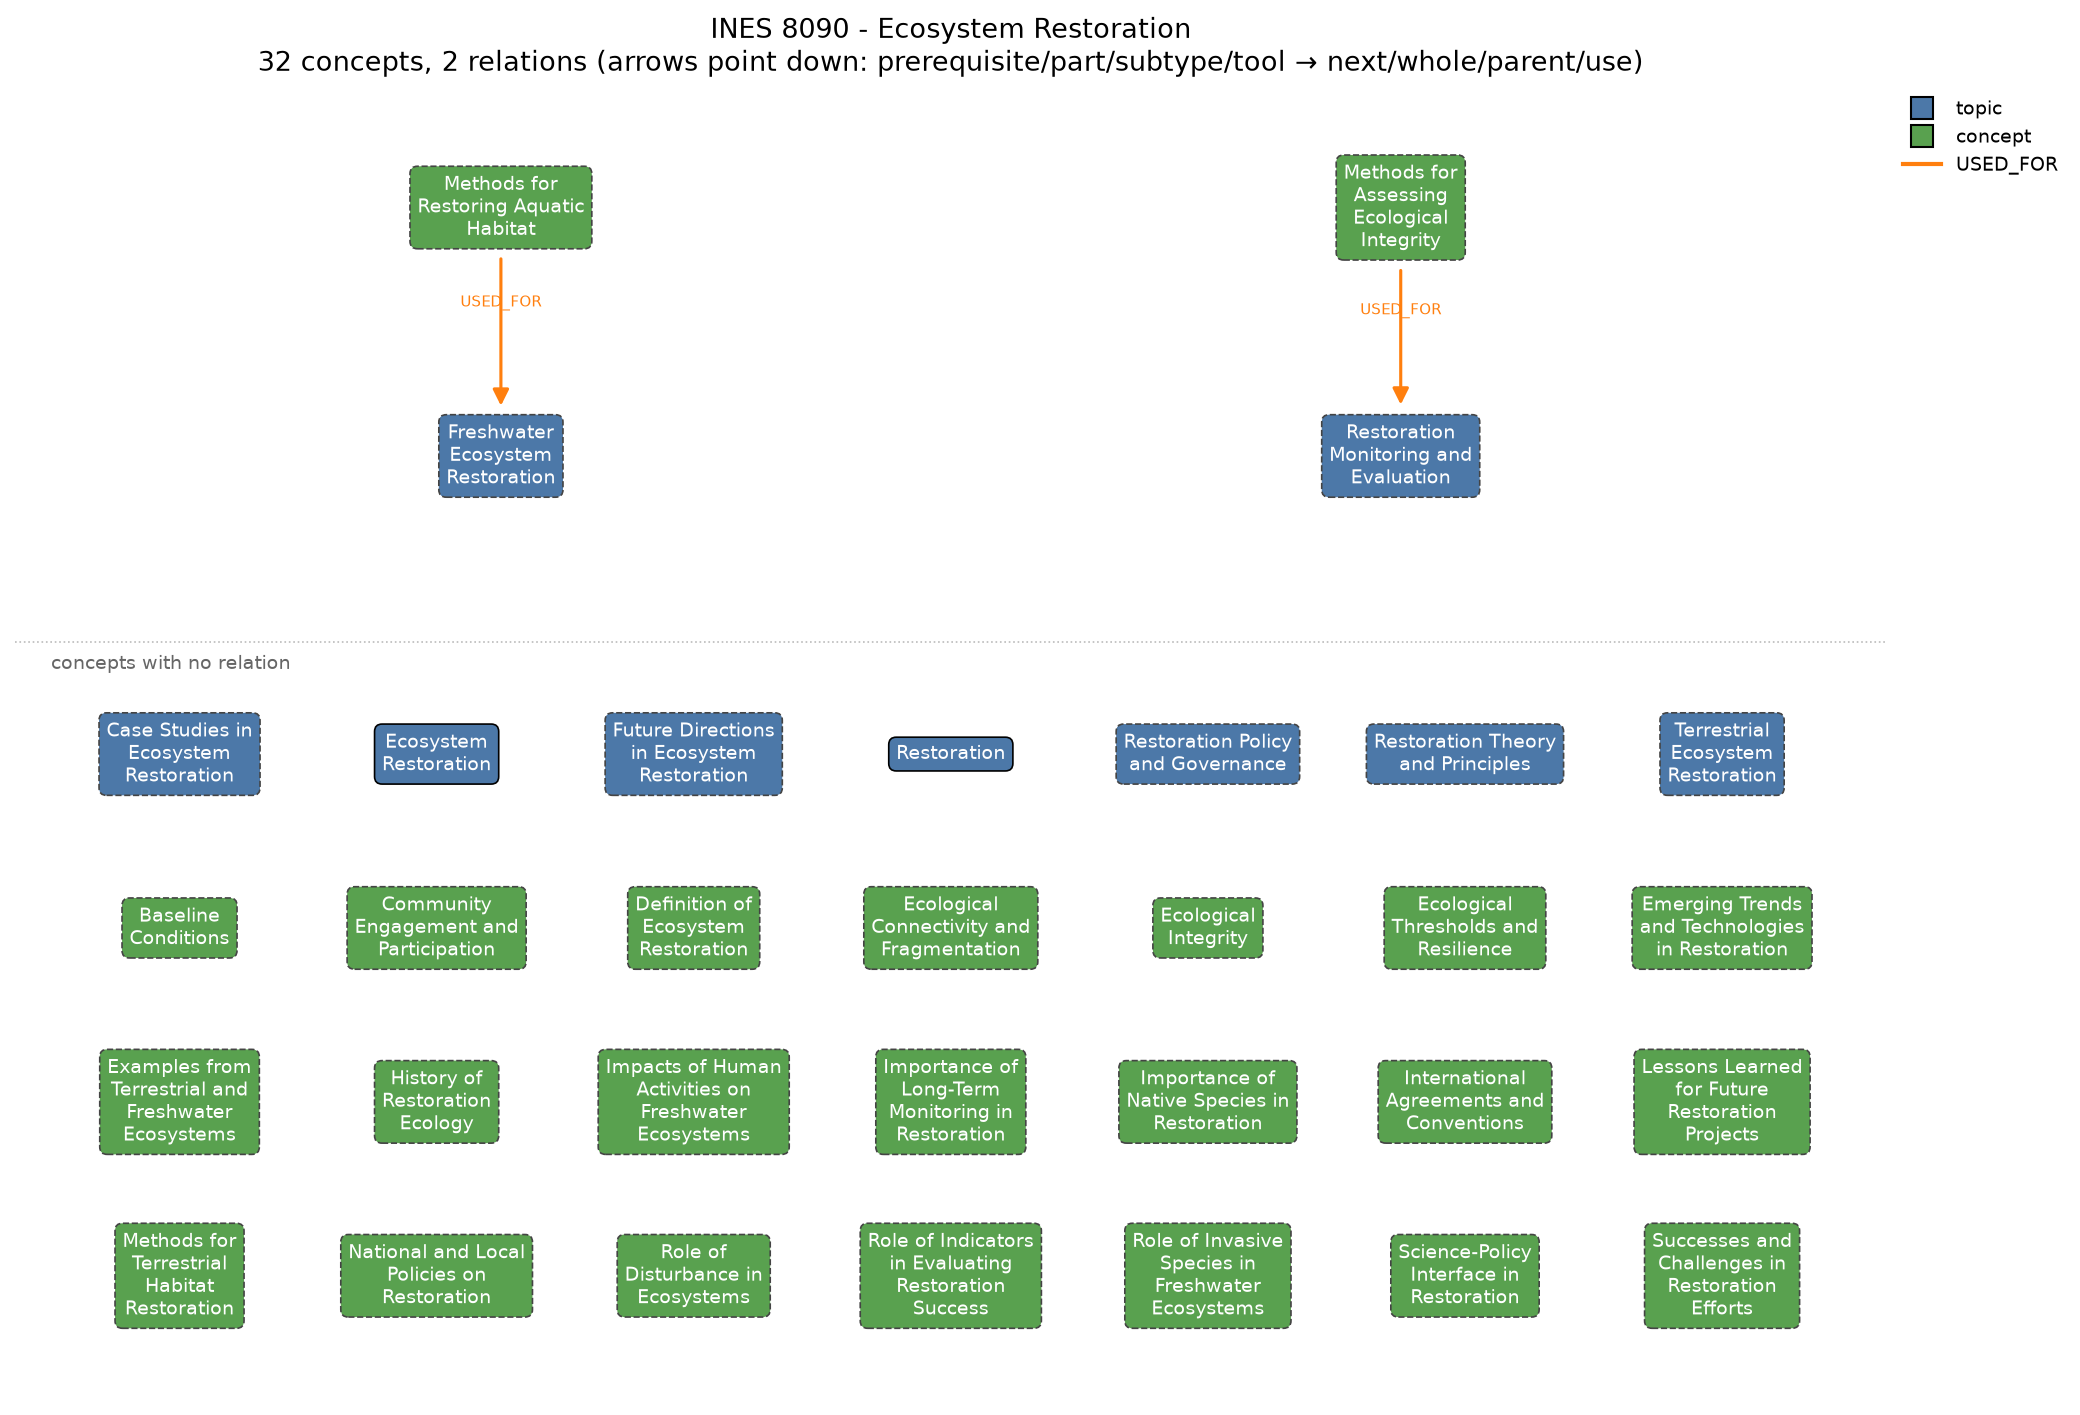 INES 8090 - Ecosystem Restoration
32 concepts, 2 relations (arrows point down: prerequisite/part/subtype/tool → next/whole/parent/use)
topic
concept
USED_FOR
Methods for
Restoring Aquatic
Habitat
Methods for
Assessing
Ecological
Integrity
USED_FOR
USED_FOR
Freshwater
Ecosystem
Restoration
Restoration
Monitoring and
Evaluation
concepts with no relation
Case Studies in
Ecosystem
Restoration
Ecosystem
Restoration
Future Directions
in Ecosystem
Restoration
Restoration
Restoration Policy
and Governance
Restoration Theory
and Principles
Terrestrial
Ecosystem
Restoration
Baseline
Conditions
Community
Engagement and
Participation
Definition of
Ecosystem
Restoration
Ecological
Connectivity and
Fragmentation
Ecological
Integrity
Ecological
Thresholds and
Resilience
Emerging Trends
and Technologies
in Restoration
Examples from
Terrestrial and
Freshwater
Ecosystems
History of
Restoration
Ecology
Impacts of Human
Activities on
Freshwater
Ecosystems
Importance of
Long-Term
Monitoring in
Restoration
Importance of
Native Species in
Restoration
International
Agreements and
Conventions
Lessons Learned
for Future
Restoration
Projects
Methods for
Terrestrial
Habitat
Restoration
National and Local
Policies on
Restoration
Role of
Disturbance in
Ecosystems
Role of Indicators
in Evaluating
Restoration
Success
Role of Invasive
Species in
Freshwater
Ecosystems
Science-Policy
Interface in
Restoration
Successes and
Challenges in
Restoration
Efforts